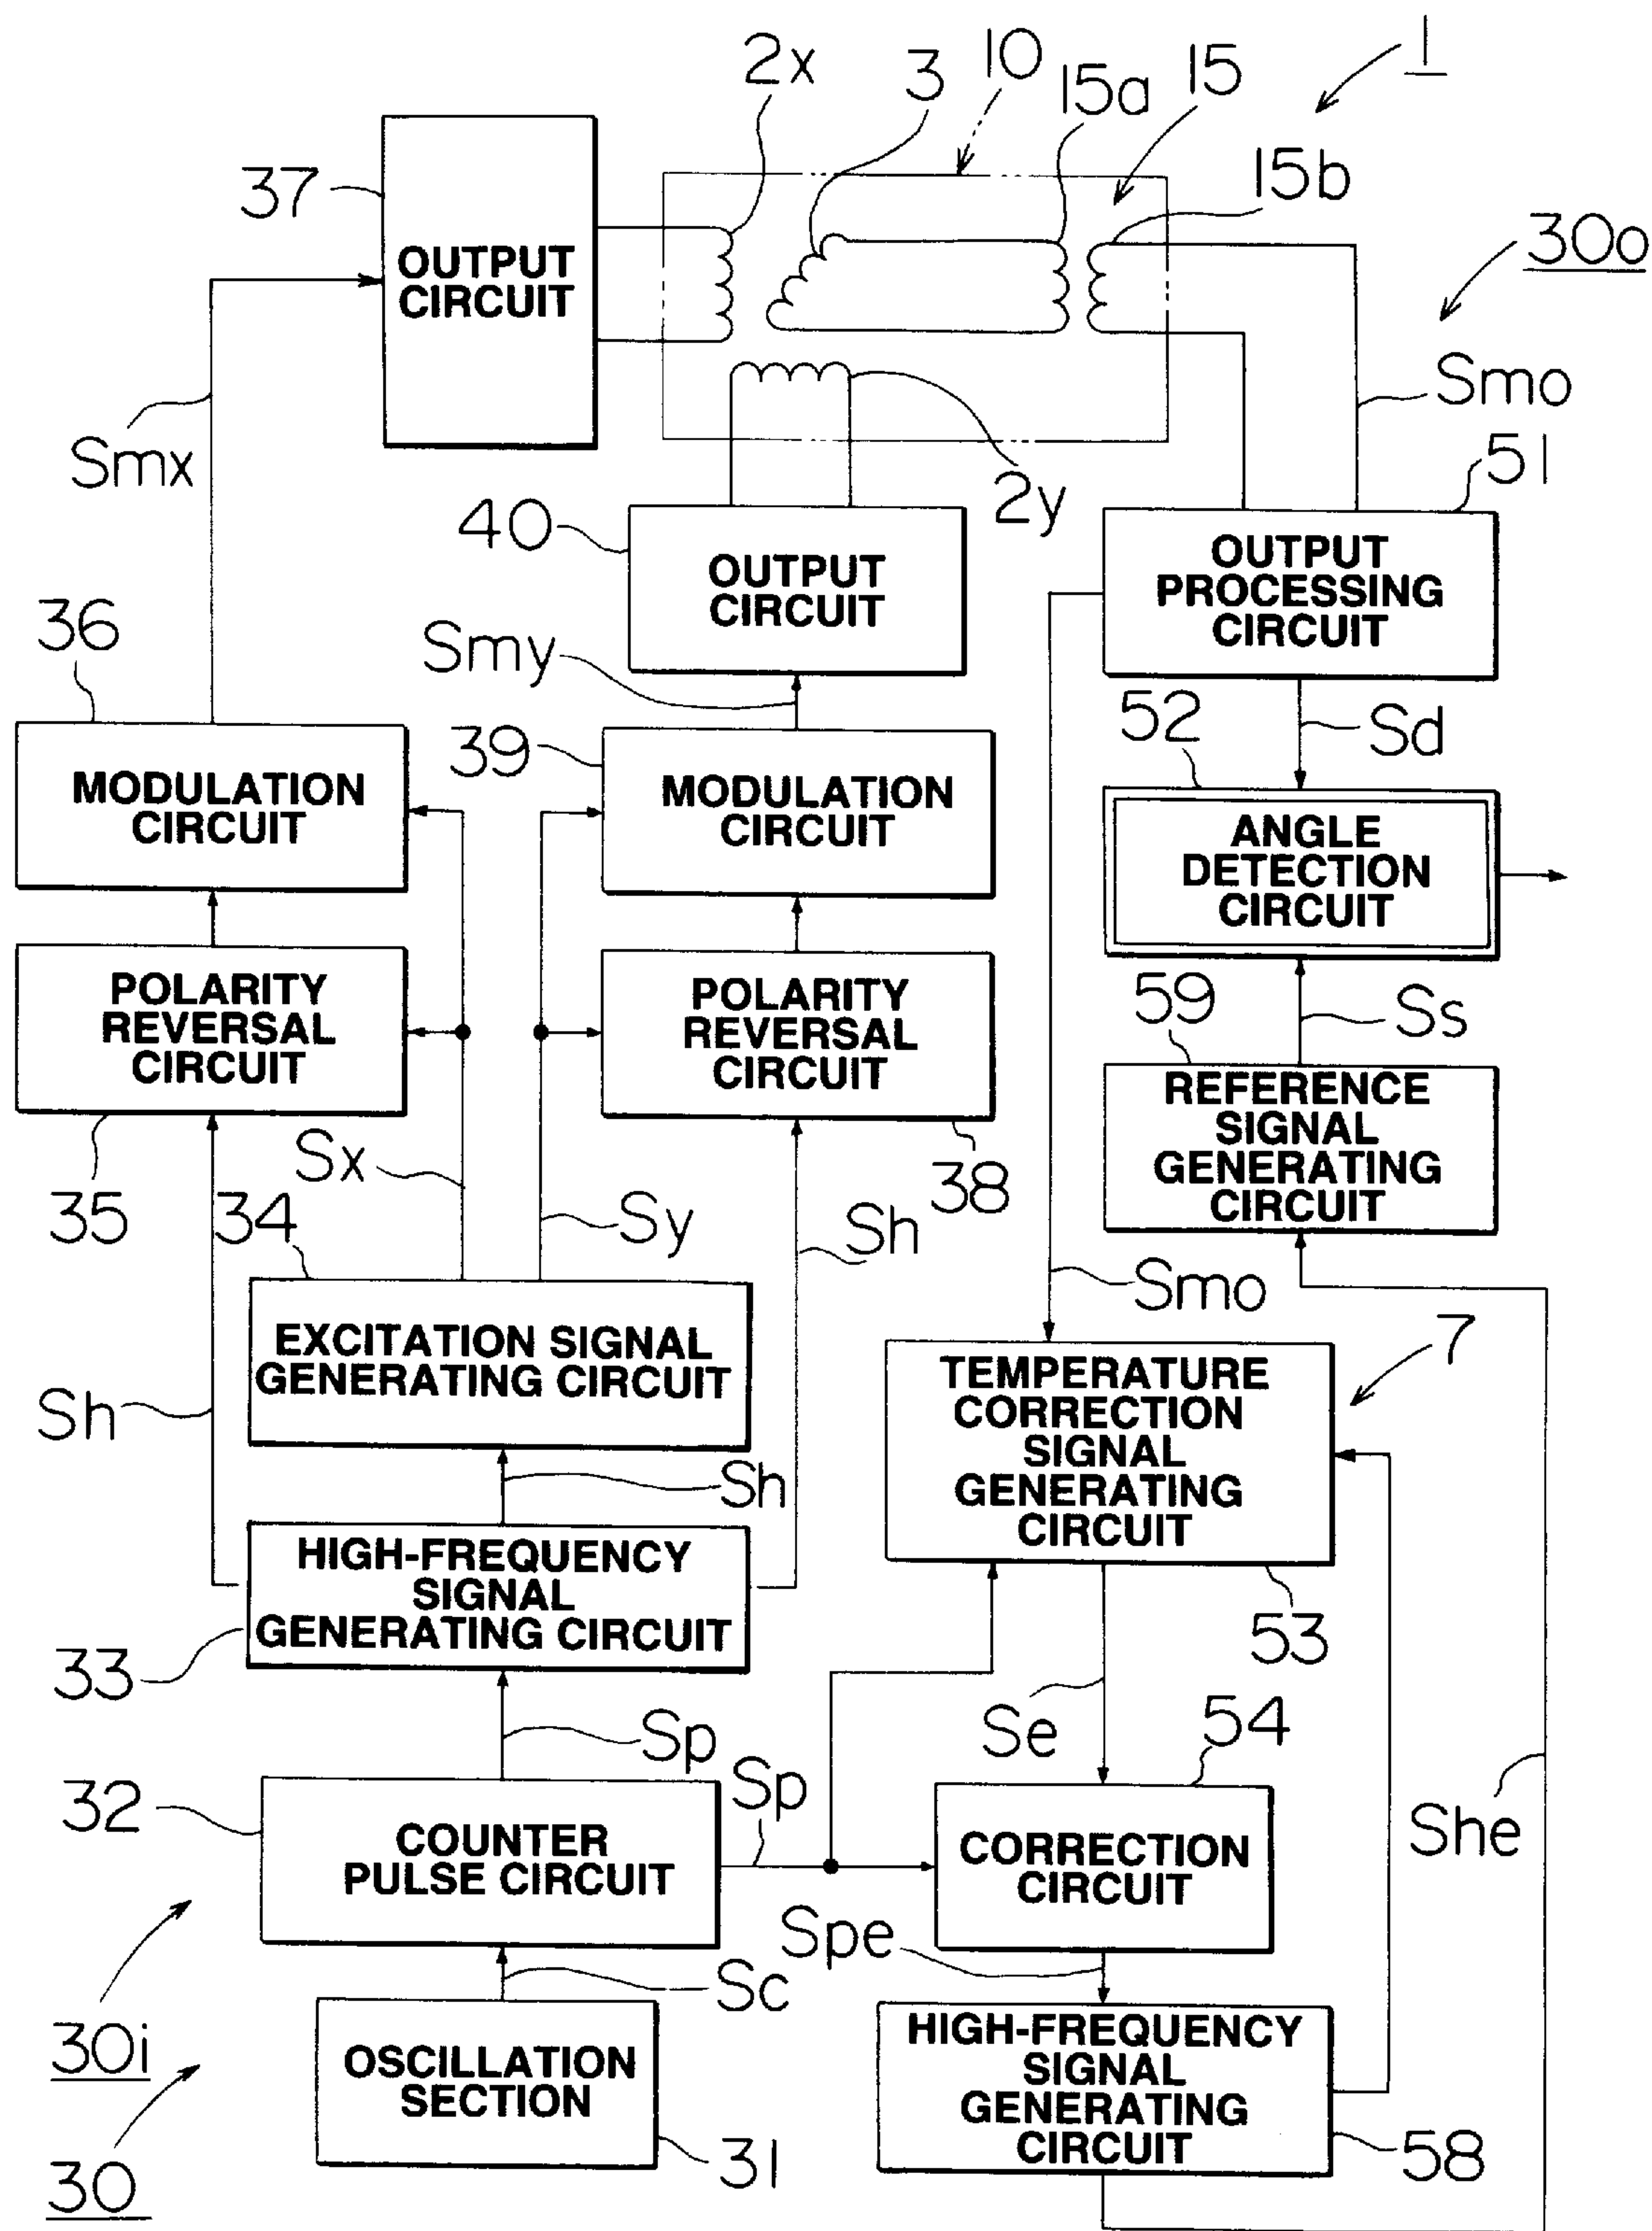 1
10
15
2x
3
15a
15b
37
OUTPUT
CIRCUIT
30o
Smo
Smx
2y
51
40
OUTPUT
CIRCUIT
OUTPUT
PROCESSING
CIRCUIT
36
Smy
52
Sd
39
MODULATION
CIRCUIT
MODULATION
CIRCUIT
ANGLE
DETECTION
CIRCUIT
POLARITY
REVERSAL
CIRCUIT
POLARITY
REVERSAL
CIRCUIT
59
Ss
REFERENCE
SIGNAL
GENERATING
CIRCUIT
35
34
Sx
Sy
38
Sh
Smo
EXCITATION SIGNAL
GENERATING CIRCUIT
7
TEMPERATURE
CORRECTION
SIGNAL
GENERATING
CIRCUIT
Sh
Sh
HIGH-FREQUENCY
SIGNAL
GENERATING CIRCUIT
33
53
Sp
Se
54
32
Sp
COUNTER
PULSE CIRCUIT
CORRECTION
CIRCUIT
She
Spe
Sc
30i
OSCILLATION
SECTION
HIGH-FREQUENCY
SIGNAL
GENERATING
CIRCUIT
31
58
30